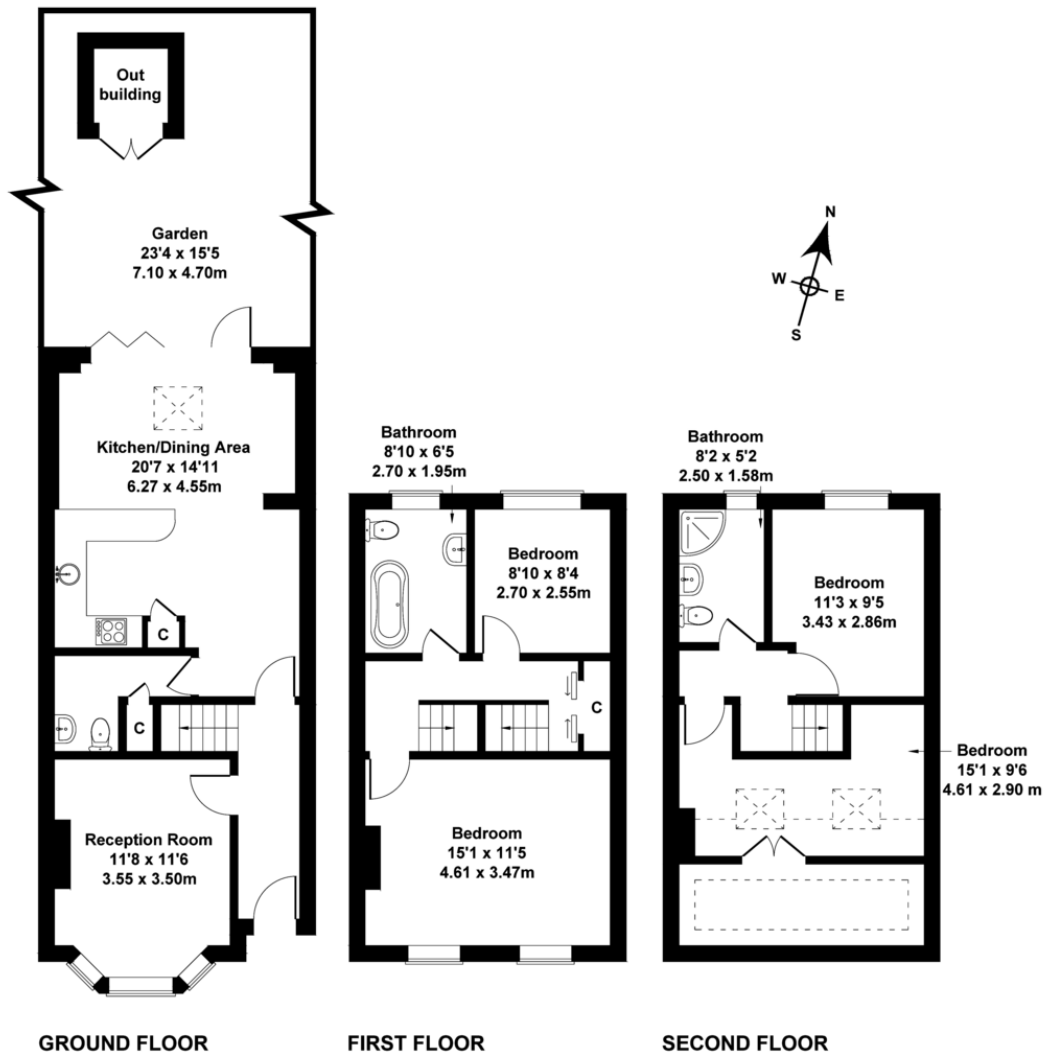 Out
building
Garden
23'4 x 15'5
7.10 x 4.70m
N
W
E
S
Kitchen/Dining Area
20'7 x 14'11
6.27 x 4.55m
C
C
Reception Room
11'8 x 11'6
3.55 x 3.50m
Bathroom
8'10 x 6'5
2.70 x 1.95m
Bedroom
8'10 x 8'4
2.70 x 2.55m
C
Bedroom
15'1 x 11'5
4.61 x 3.47m
Bathroom
8'2 x 5'2
2.50 x 1.58m
Bedroom
11'3 x 9'5
3.43 x 2.86m
Bedroom
15'1 x 9'6
4.61 x 2.90 m
GROUND FLOOR
FIRST FLOOR
SECOND FLOOR